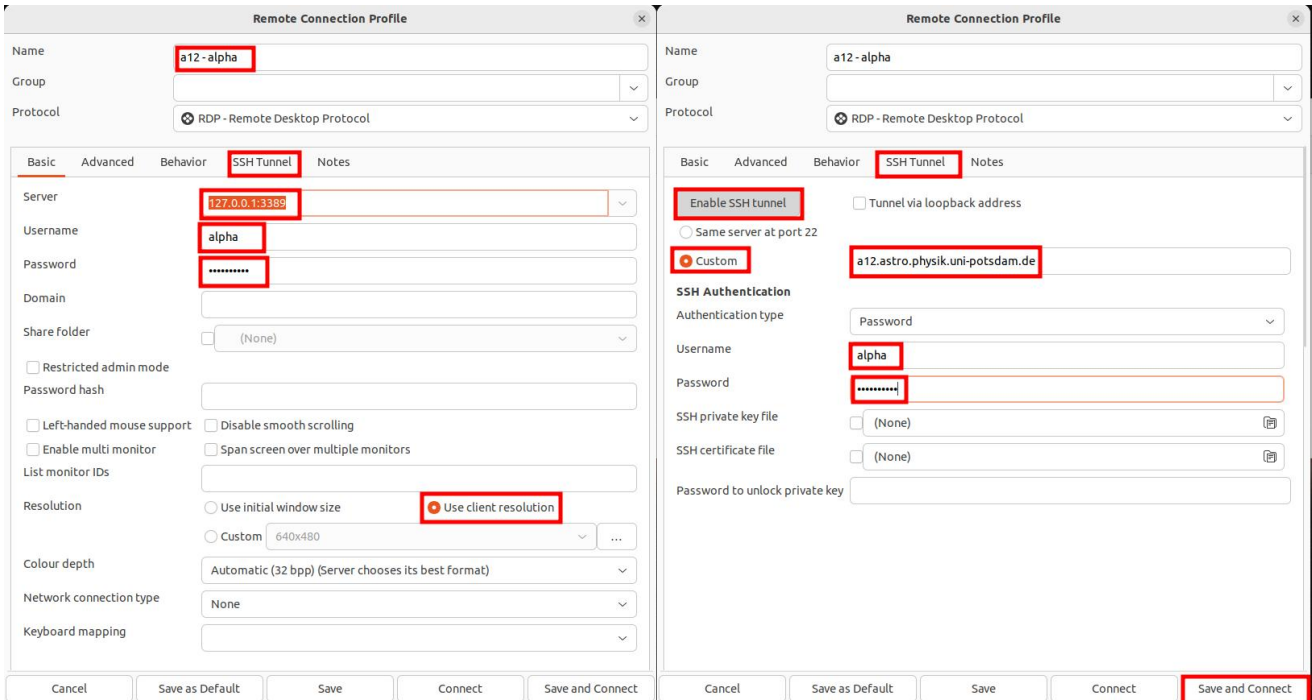 Remote Connection Profile
Name
a12 - alpha
Group
Protocol
RDP - Remote Desktop Protocol
Basic Advanced Behavior SSH Tunnel Notes
Server
127.0.0.1:3389
Username
alpha
Password
••••••••••
Domain
Share folder
(None)
Restricted admin mode
Password hash
Left-handed mouse support Disable smooth scrolling
Enable multi monitor Span screen over multiple monitors
List monitor IDs
Resolution
Use initial window size Use client resolution
Custom 640x480 ...
Colour depth
Automatic (32 bpp) (Server chooses its best format)
Network connection type
None
Keyboard mapping
Cancel Save as Default Save Connect Save and Connect
Remote Connection Profile
Name
a12 - alpha
Group
Protocol
RDP - Remote Desktop Protocol
Basic Advanced Behavior SSH Tunnel Notes
Enable SSH tunnel Tunnel via loopback address
Same server at port 22
Custom a12.astro.physik.uni-potsdam.de
SSH Authentication
Authentication type
Password
Username
alpha
Password
••••••••••
SSH private key file
(None)
SSH certificate file
(None)
Password to unlock private key
Cancel Save as Default Save Connect Save and Connect